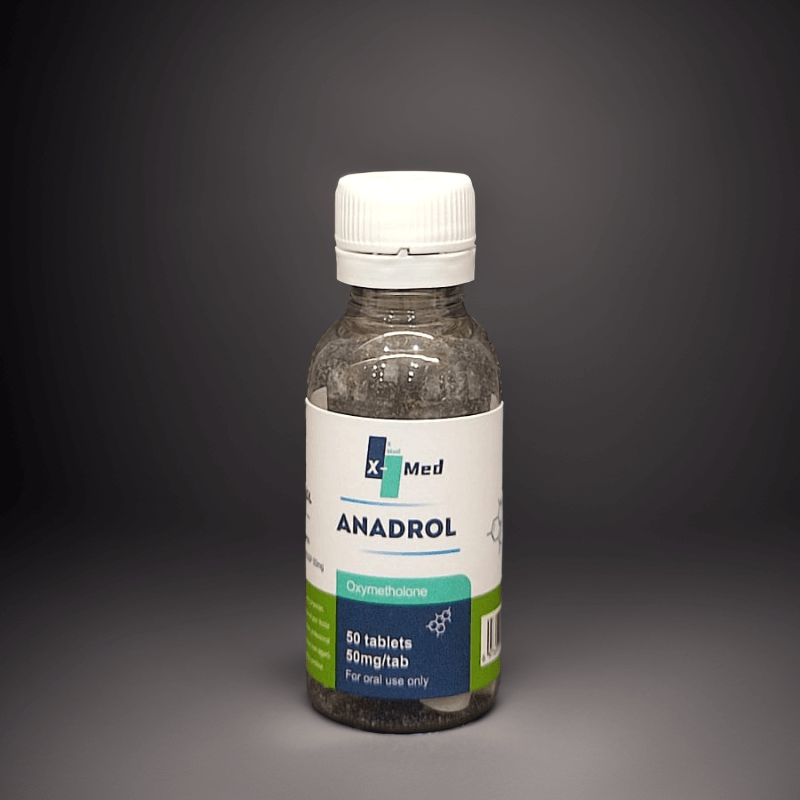 X-Med
ANADROL
Oxymetholone
50 tablets
50mg/tab
For oral use only